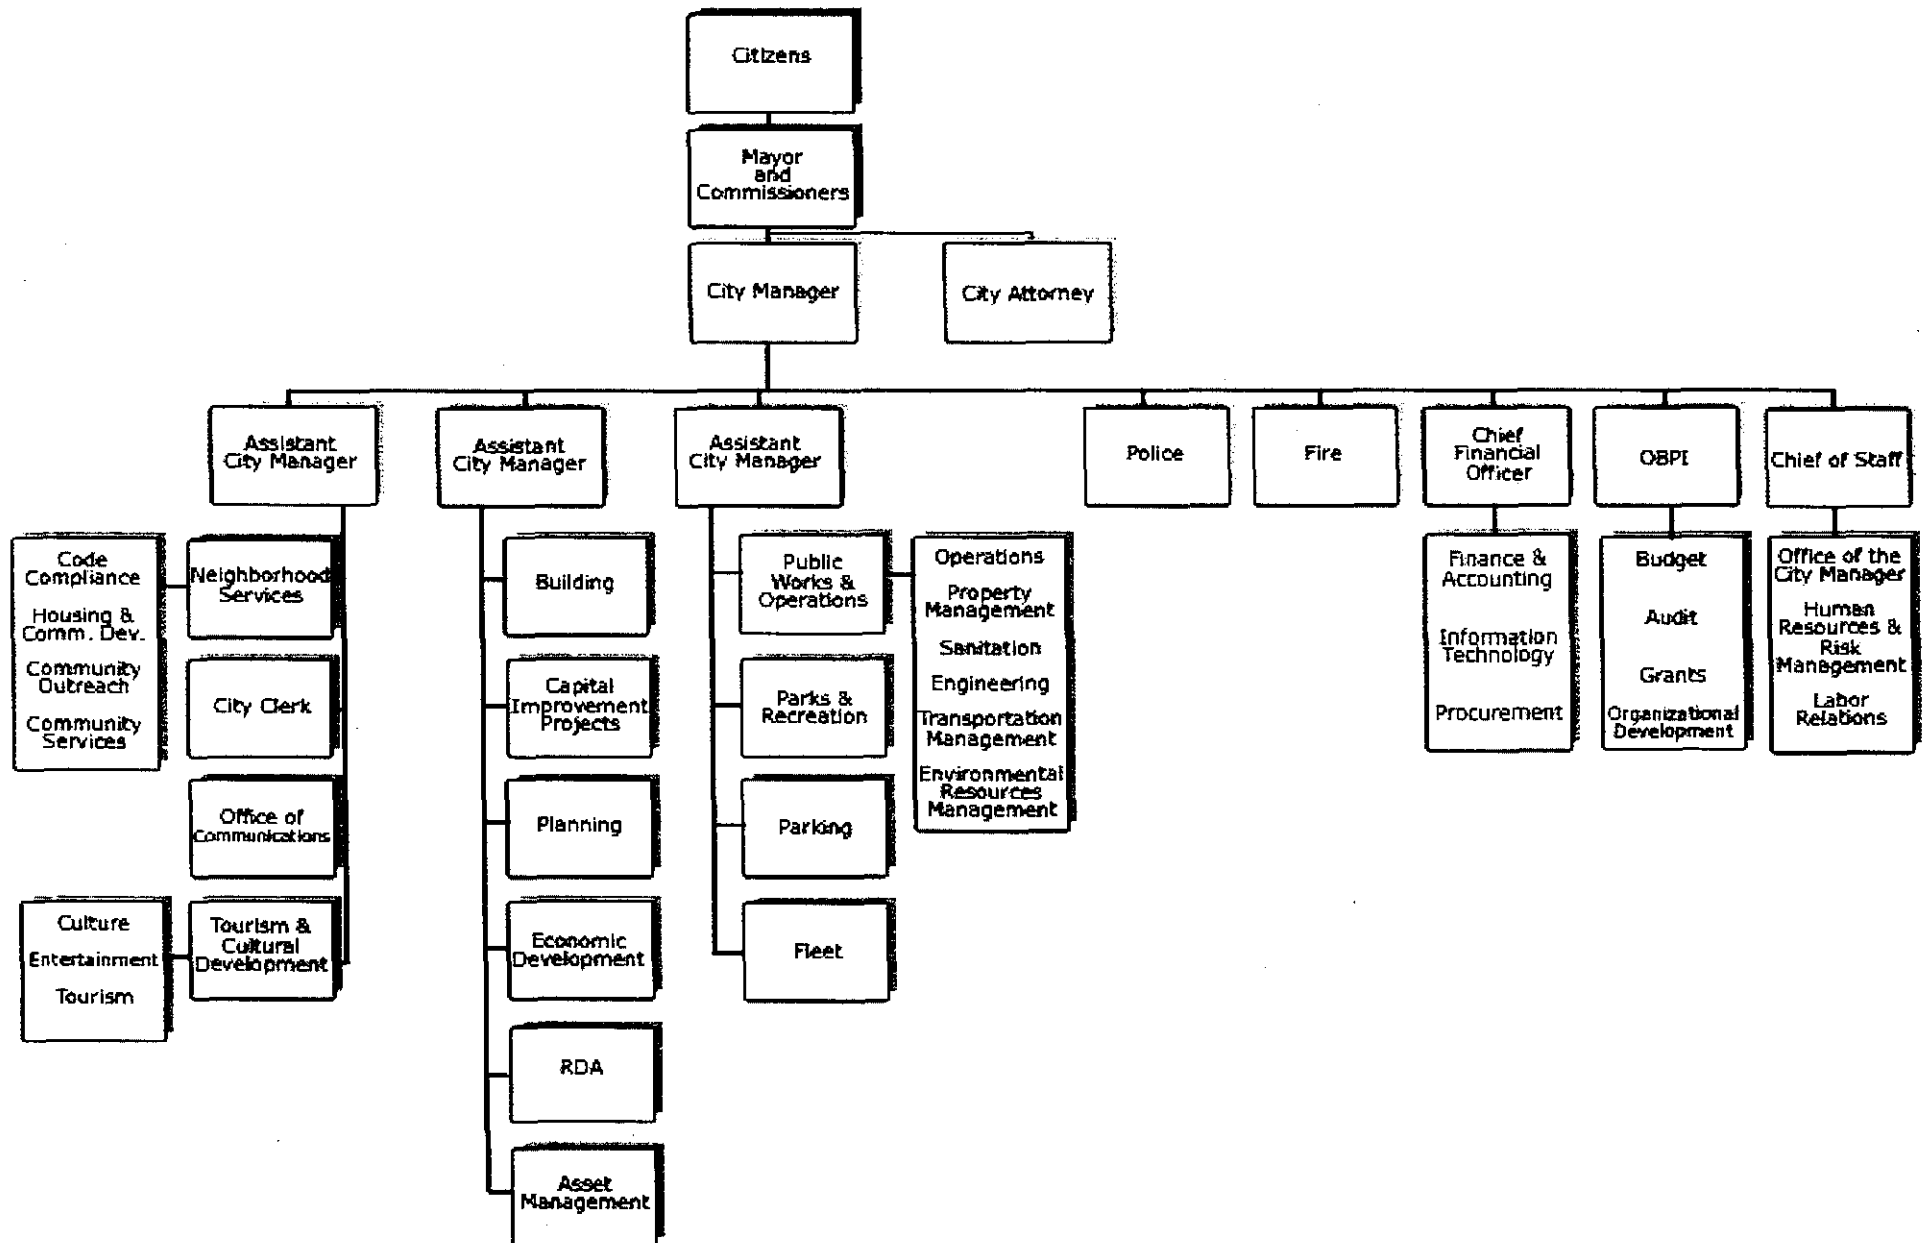 Citizens
Mayor
and
Commissioners
City Manager
City Attorney
Assistant
City Manager
Assistant
City Manager
Assistant
City Manager
Police
Fire
Chief
Financial
Officer
OBPI
Chief of Staff
Code
Compliance
Housing &
Comm. Dev.
Community
Outreach
Community
Services
Neighborhood
Services
City Clerk
Office of
Communications
Culture
Entertainment
Tourism
Tourism &
Cultural
Development
Building
Capital
Improvement
Projects
Planning
Economic
Development
RDA
Asset
Management
Public
Works &
Operations
Parks &
Recreation
Parking
Fleet
Operations
Property
Management
Sanitation
Engineering
Transportation
Management
Environmental
Resources
Management
Finance &
Accounting
Information
Technology
Procurement
Budget
Audit
Grants
Organizational
Development
Office of the
City Manager
Human
Resources &
Risk
Management
Labor
Relations